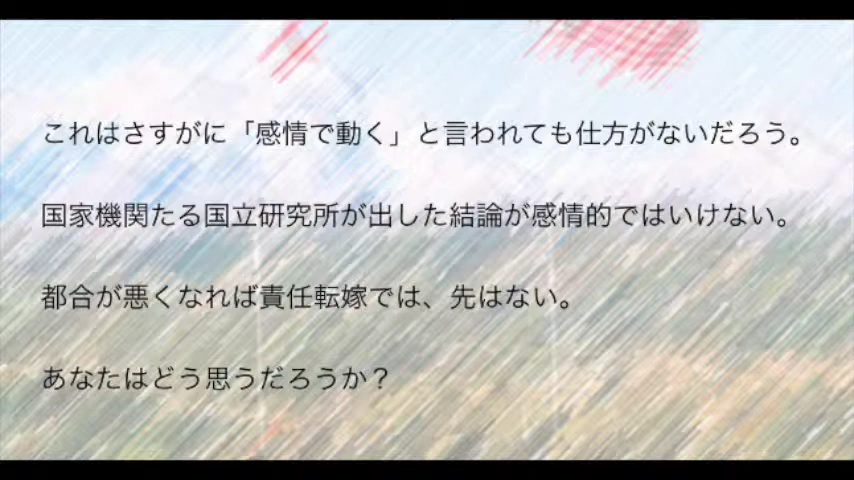 これはさすがに「感情で動く」と言われても仕方がないだろう。
国家機関たる国立研究所が出した結論が感情的ではいけない。
都合が悪くなれば責任転嫁では、先はない。
あなたはどう思うだろうか？